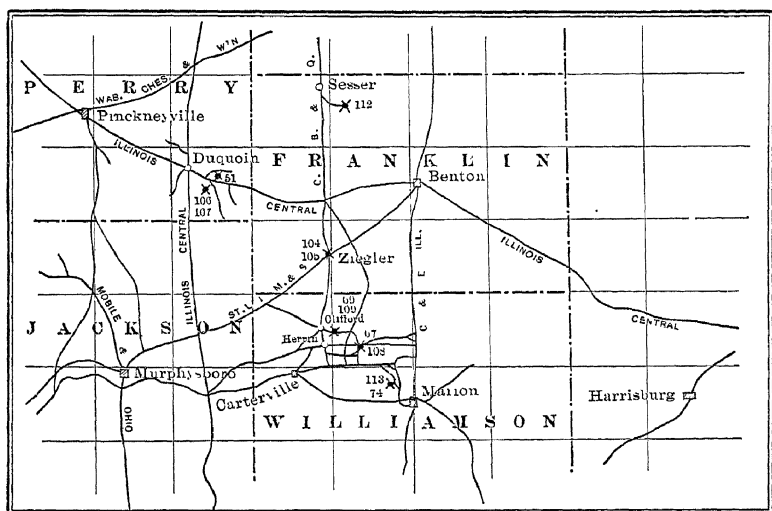 WAB. CHES. & W'N
P E R R Y
Pinckneyville
C. B. & Q.
Sesser
112
ILLINOIS
CENTRAL
Duquoin
51
106
107
F R A N K L I N
Benton
ILLINOIS
CENTRAL
CENTRAL
ILLINOIS
104
105
Ziegler
ST. L. I. M. & S
C & E ILL.
J A C K S O N
MOBILE &
OHIO
69
109
Clifford
Herrin
67
108
Murphysboro
Carterville
113
74
Marion
Harrisburg
W I L L I A M S O N